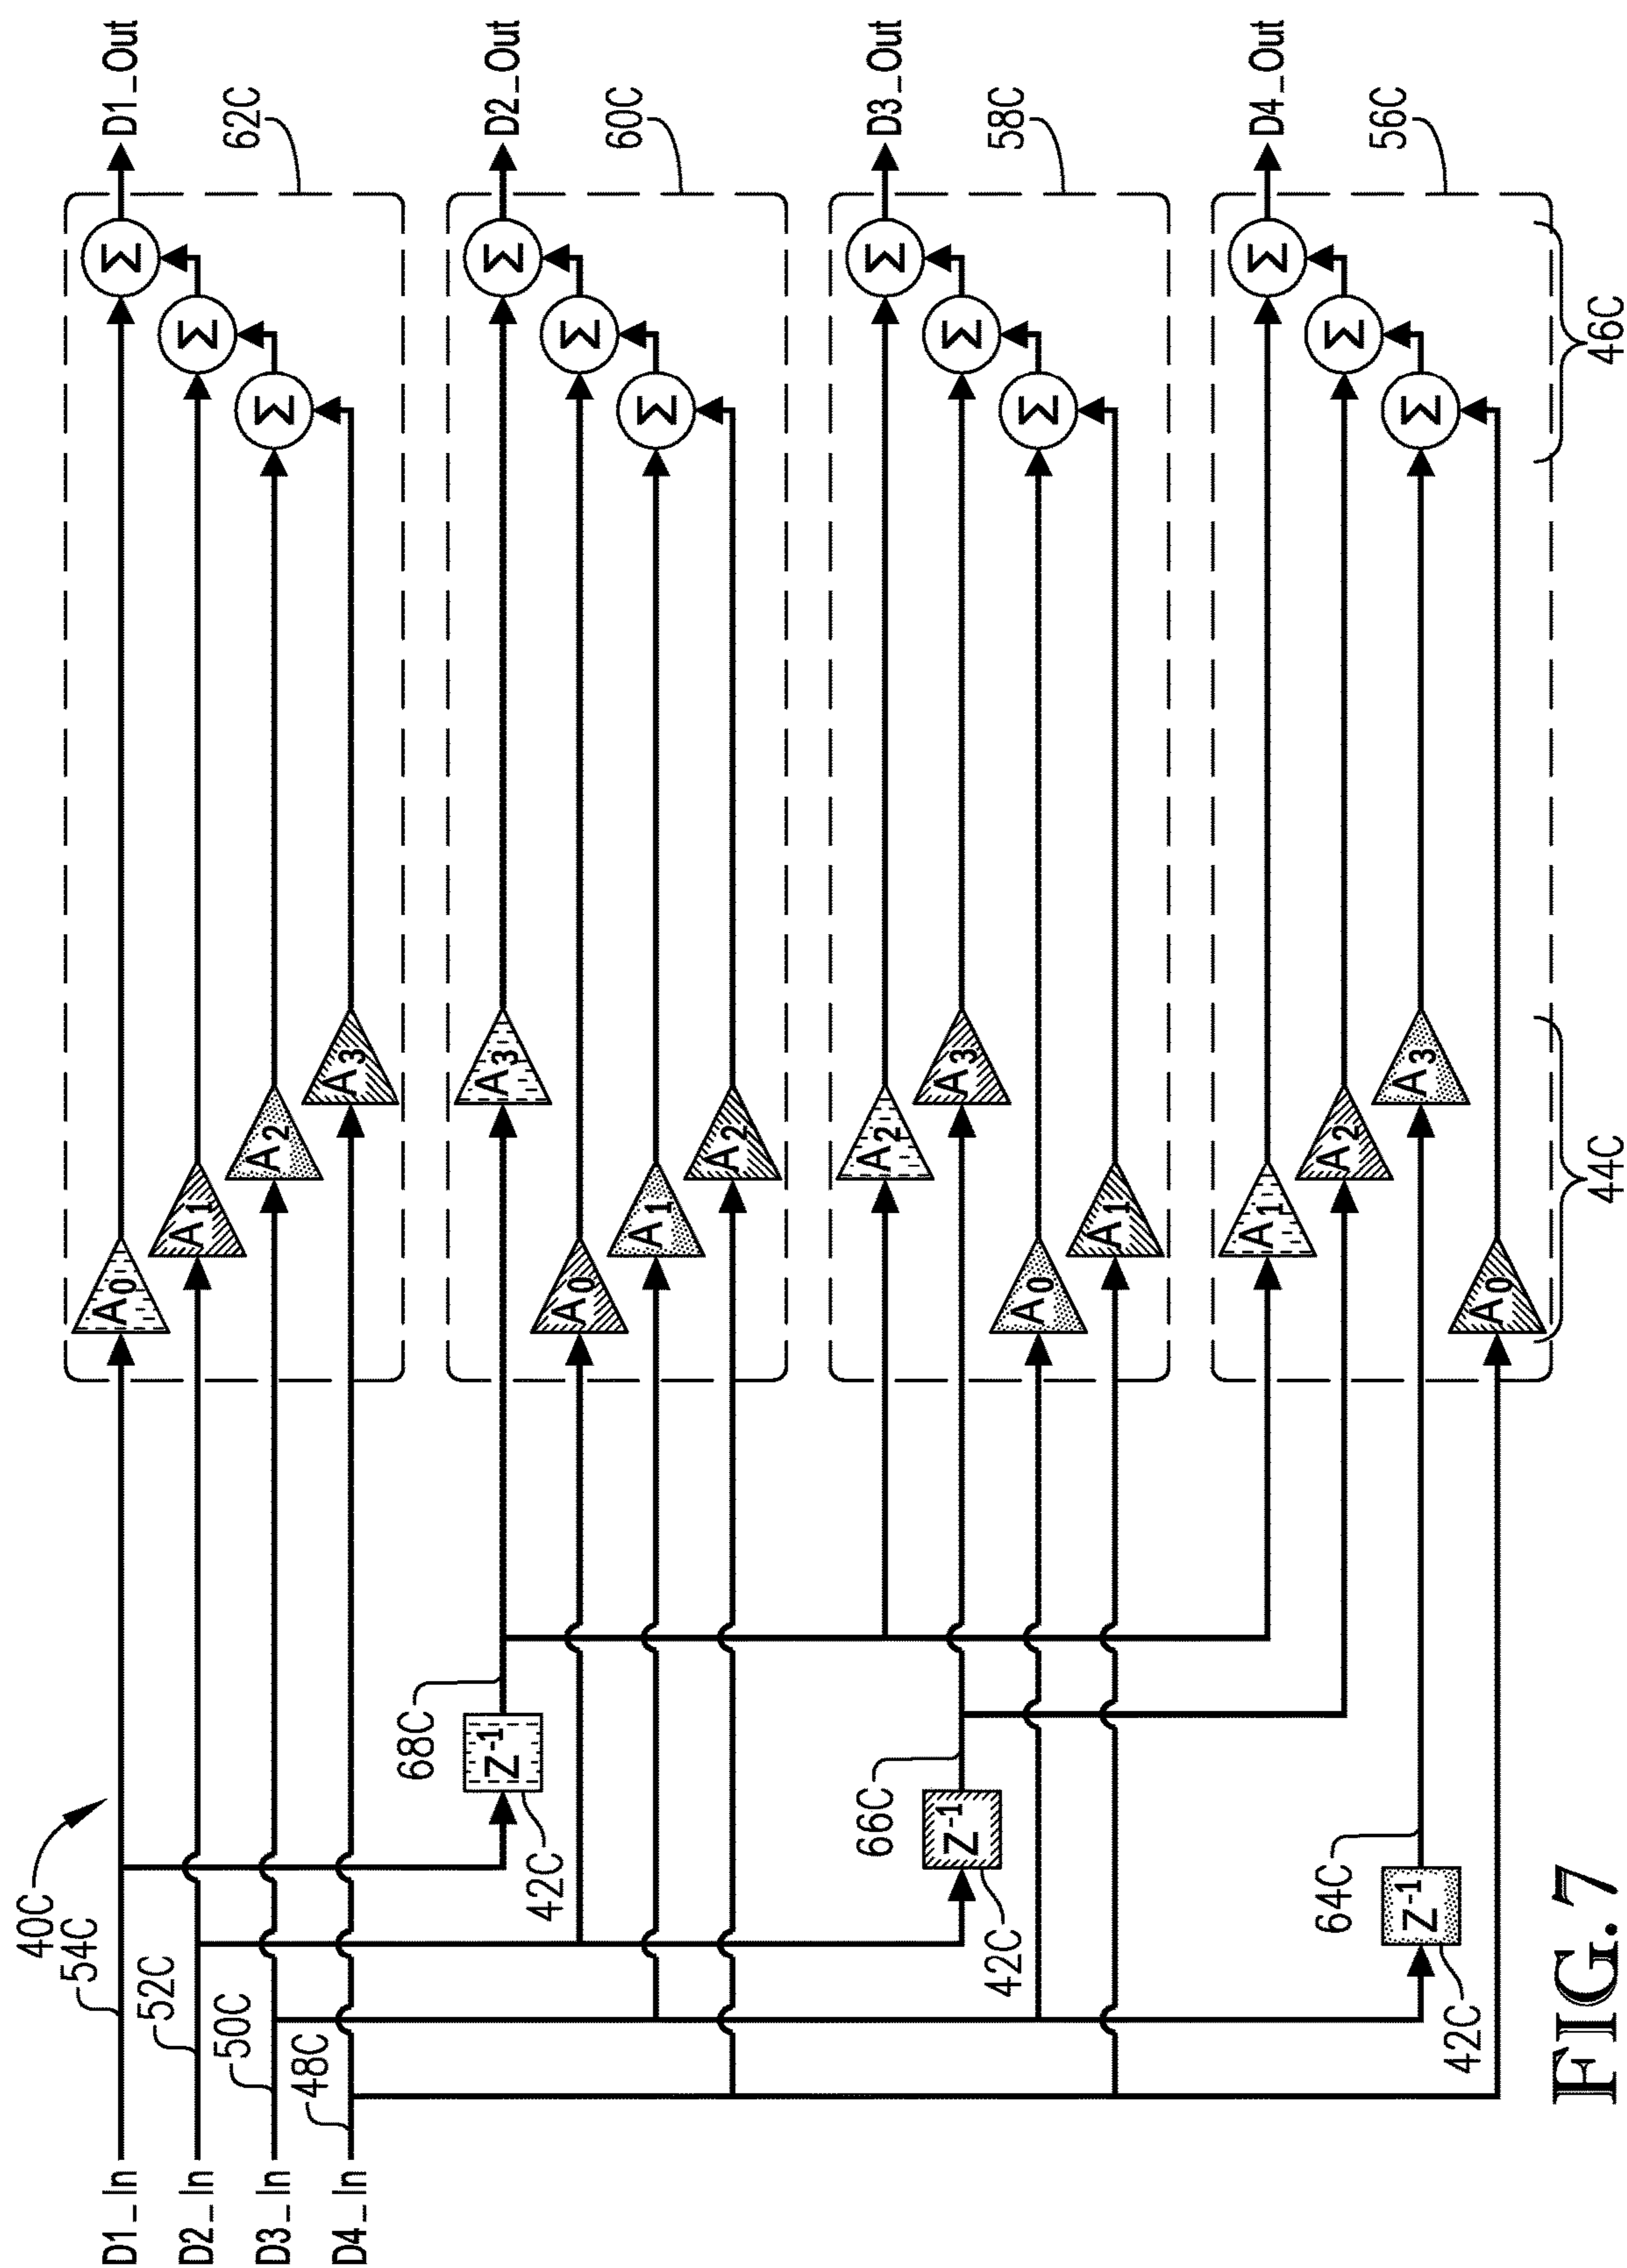 40C
54C
D1_In
A0
Σ
D1_Out
52C
D2_In
A1
Σ
62C
50C
D3_In
A2
Σ
48C
D4_In
A3
68C
Z-1
42C
A3
Σ
D2_Out
A0
Σ
60C
A1
Σ
A2
A2
Σ
D3_Out
66C
Z-1
42C
A3
Σ
58C
A0
Σ
A1
A1
Σ
D4_Out
A2
Σ
56C
64C
Z-1
42C
A3
Σ
A0
44C
46C
FIG. 7